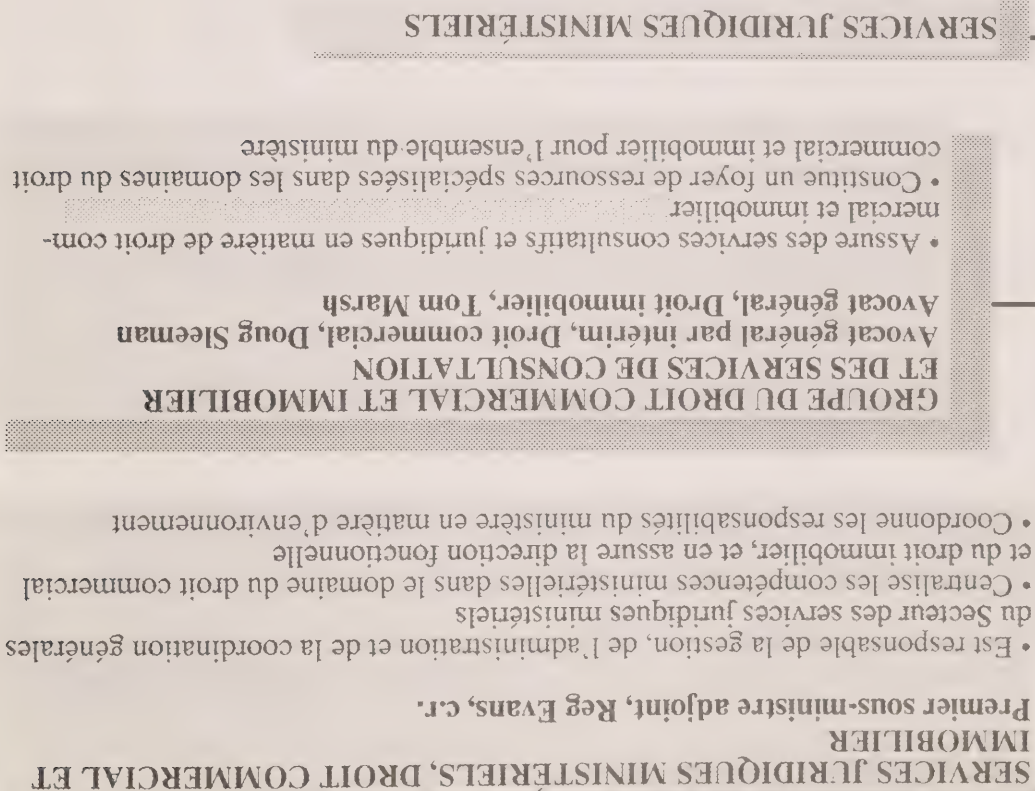 SERVICES JURIDIQUES MINISTÉRIELS, DROIT COMMERCIAL ET
IMMOBILIER
Premier sous-ministre adjoint, Reg Evans, c.r.
• Est responsable de la gestion, de l'administration et de la coordination générales
du Secteur des services juridiques ministériels
• Centralise les compétences ministérielles dans le domaine du droit commercial
et du droit immobilier, et en assure la direction fonctionnelle
• Coordonne les responsabilités du ministère en matière d'environnement
GROUPE DU DROIT COMMERCIAL ET IMMOBILIER
ET DES SERVICES DE CONSULTATION
Avocat général par intérim, Droit commercial, Doug Sleeman
Avocat général, Droit immobilier, Tom Marsh
• Assure des services consultatifs et juridiques en matière de droit com-
mercial et immobilier
• Constitue un foyer de ressources spécialisées dans les domaines du droit
commercial et immobilier pour l'ensemble du ministère
SERVICES JURIDIQUES MINISTÉRIELS